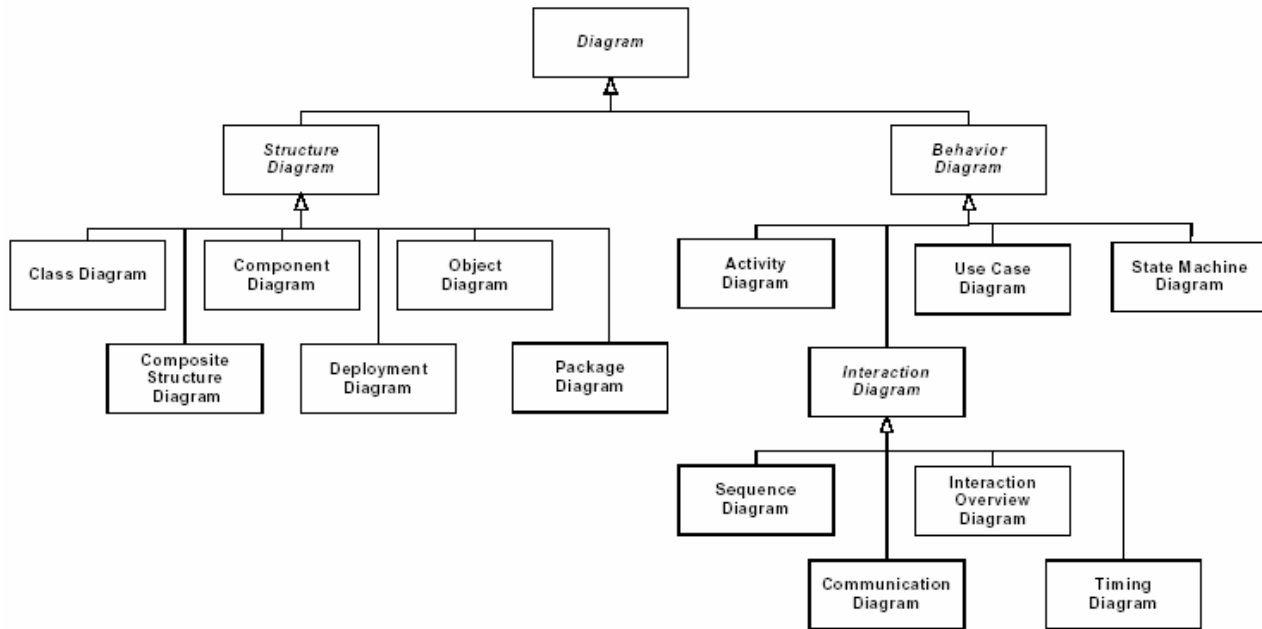 Diagram
Structure
Diagram
Behavior
Diagram
Class Diagram
Component
Diagram
Object
Diagram
Activity
Diagram
Use Case
Diagram
State Machine
Diagram
Composite
Structure
Diagram
Deployment
Diagram
Package
Diagram
Interaction
Diagram
Sequence
Diagram
Interaction
Overview
Diagram
Communication
Diagram
Timing
Diagram